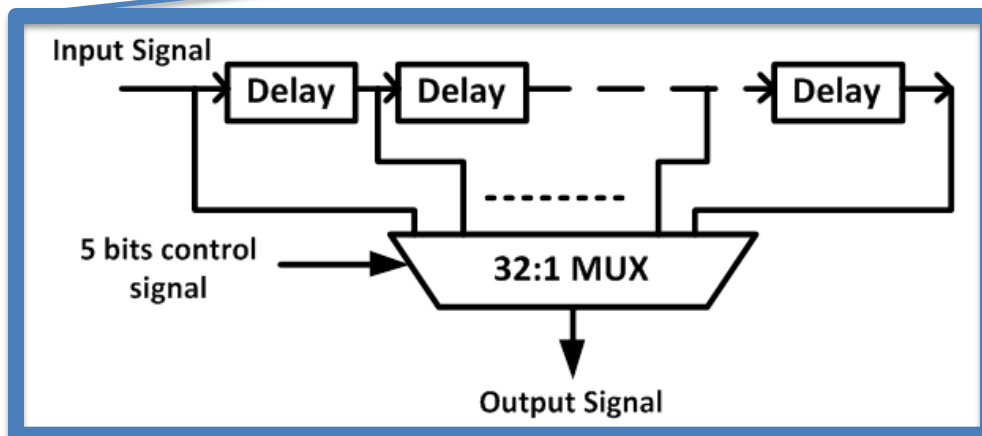 Input Signal
Delay
Delay
Delay
5 bits control
signal
32:1 MUX
Output Signal